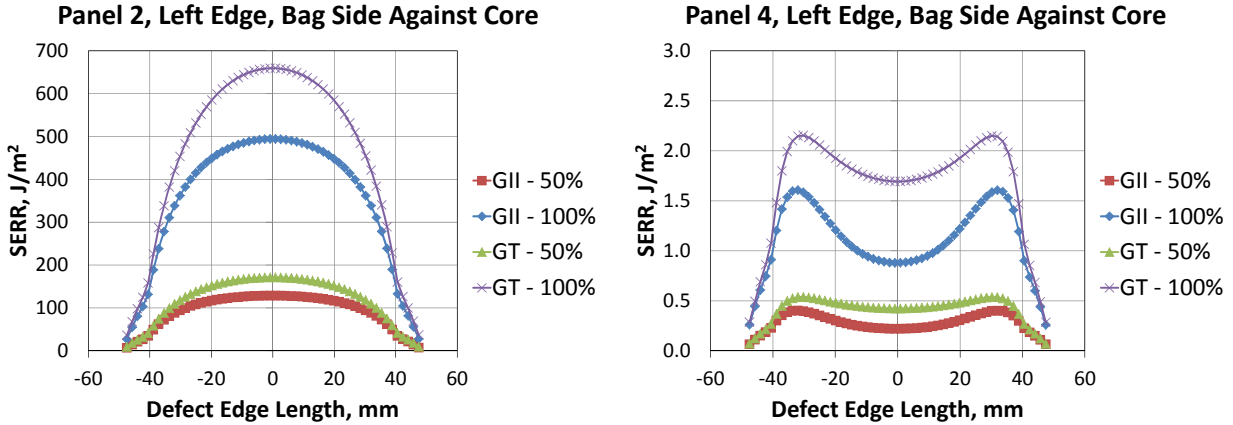 Panel 2, Left Edge, Bag Side Against Core
700
600
500
400
300
200
100
0
SERR, J/m²
-60 -40 -20 0 20 40 60
Defect Edge Length, mm
GII - 50%
GII - 100%
GT - 50%
GT - 100%
Panel 4, Left Edge, Bag Side Against Core
3.0
2.5
2.0
1.5
1.0
0.5
0.0
SERR, J/m²
-60 -40 -20 0 20 40 60
Defect Edge Length, mm
GII - 50%
GII - 100%
GT - 50%
GT - 100%